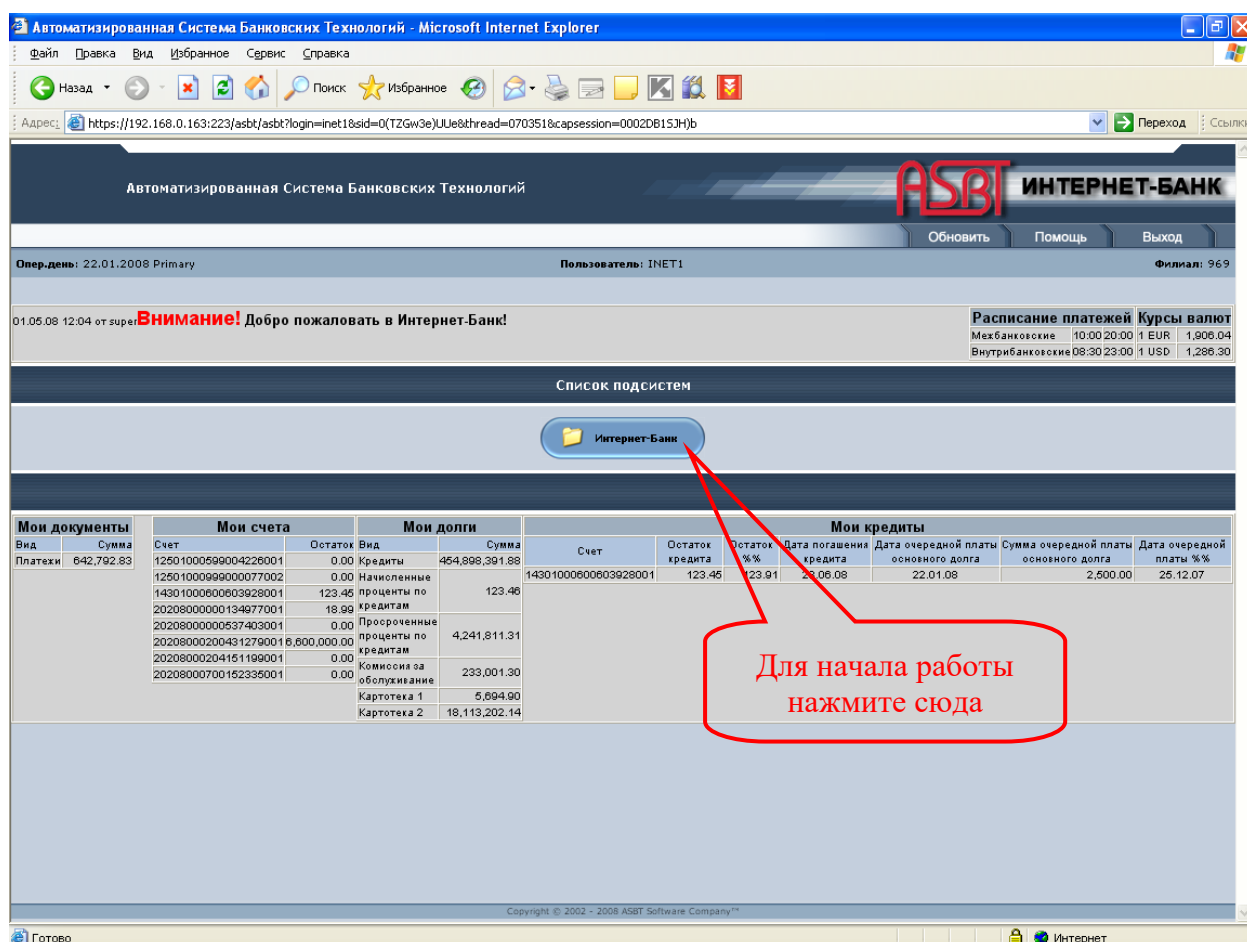 Автоматизированная Система Банковских Технологий - Microsoft Internet Explorer
Файл Правка Вид Избранное Сервис Справка
Назад Поиск Избранное
Адрес: https://192.168.0.163:223/asbt/asbt?login=inet1&sid=0(TZGw3e)UUe&thread=070351&capsession=0002DB1SJH)b Переход Ссылки
Автоматизированная Система Банковских Технологий ASBT ИНТЕРНЕТ-БАНК
Обновить Помощь Выход
Опер.день: 22.01.2008 Primary Пользователь: INET1 Филиал: 969
01.05.08 12:04 от super Внимание! Добро пожаловать в Интернет-Банк!
Расписание платежей Курсы валют
Межбанковские 10:00 20:00 1 EUR 1,906.04
Внутрибанковские 08:30 23:00 1 USD 1,286.30
Список подсистем
Интернет-Банк
Мои документы
Вид Сумма
Платежи 642,792.83
Мои счета
Счет Остаток
12501000599004226001 0.00
12501000999000077002 0.00
14301000600603928001 123.45
20208000000134977001 18.99
20208000000537403001 0.00
20208000200431279001 6,600,000.00
20208000204151199001 0.00
20208000700152335001 0.00
Мои долги
Вид Сумма
Кредиты 454,898,391.88
Начисленные
проценты по 123.46
кредитам
Просроченные
проценты по 4,241,811.31
кредитам
Комиссия за
обслуживание 233,001.30
Картотека 1 5,694.90
Картотека 2 18,113,202.14
Мои кредиты
Счет Остаток кредита Остаток %% Дата погашения кредита Дата очередной платы основного долга Сумма очередной платы основного долга Дата очередной платы %%
14301000600603928001 123.45 123.91 .06.08 22.01.08 2,500.00 25.12.07
Для начала работы
нажмите сюда
Copyright © 2002 - 2008 ASBT Software Company™
Готово Интернет